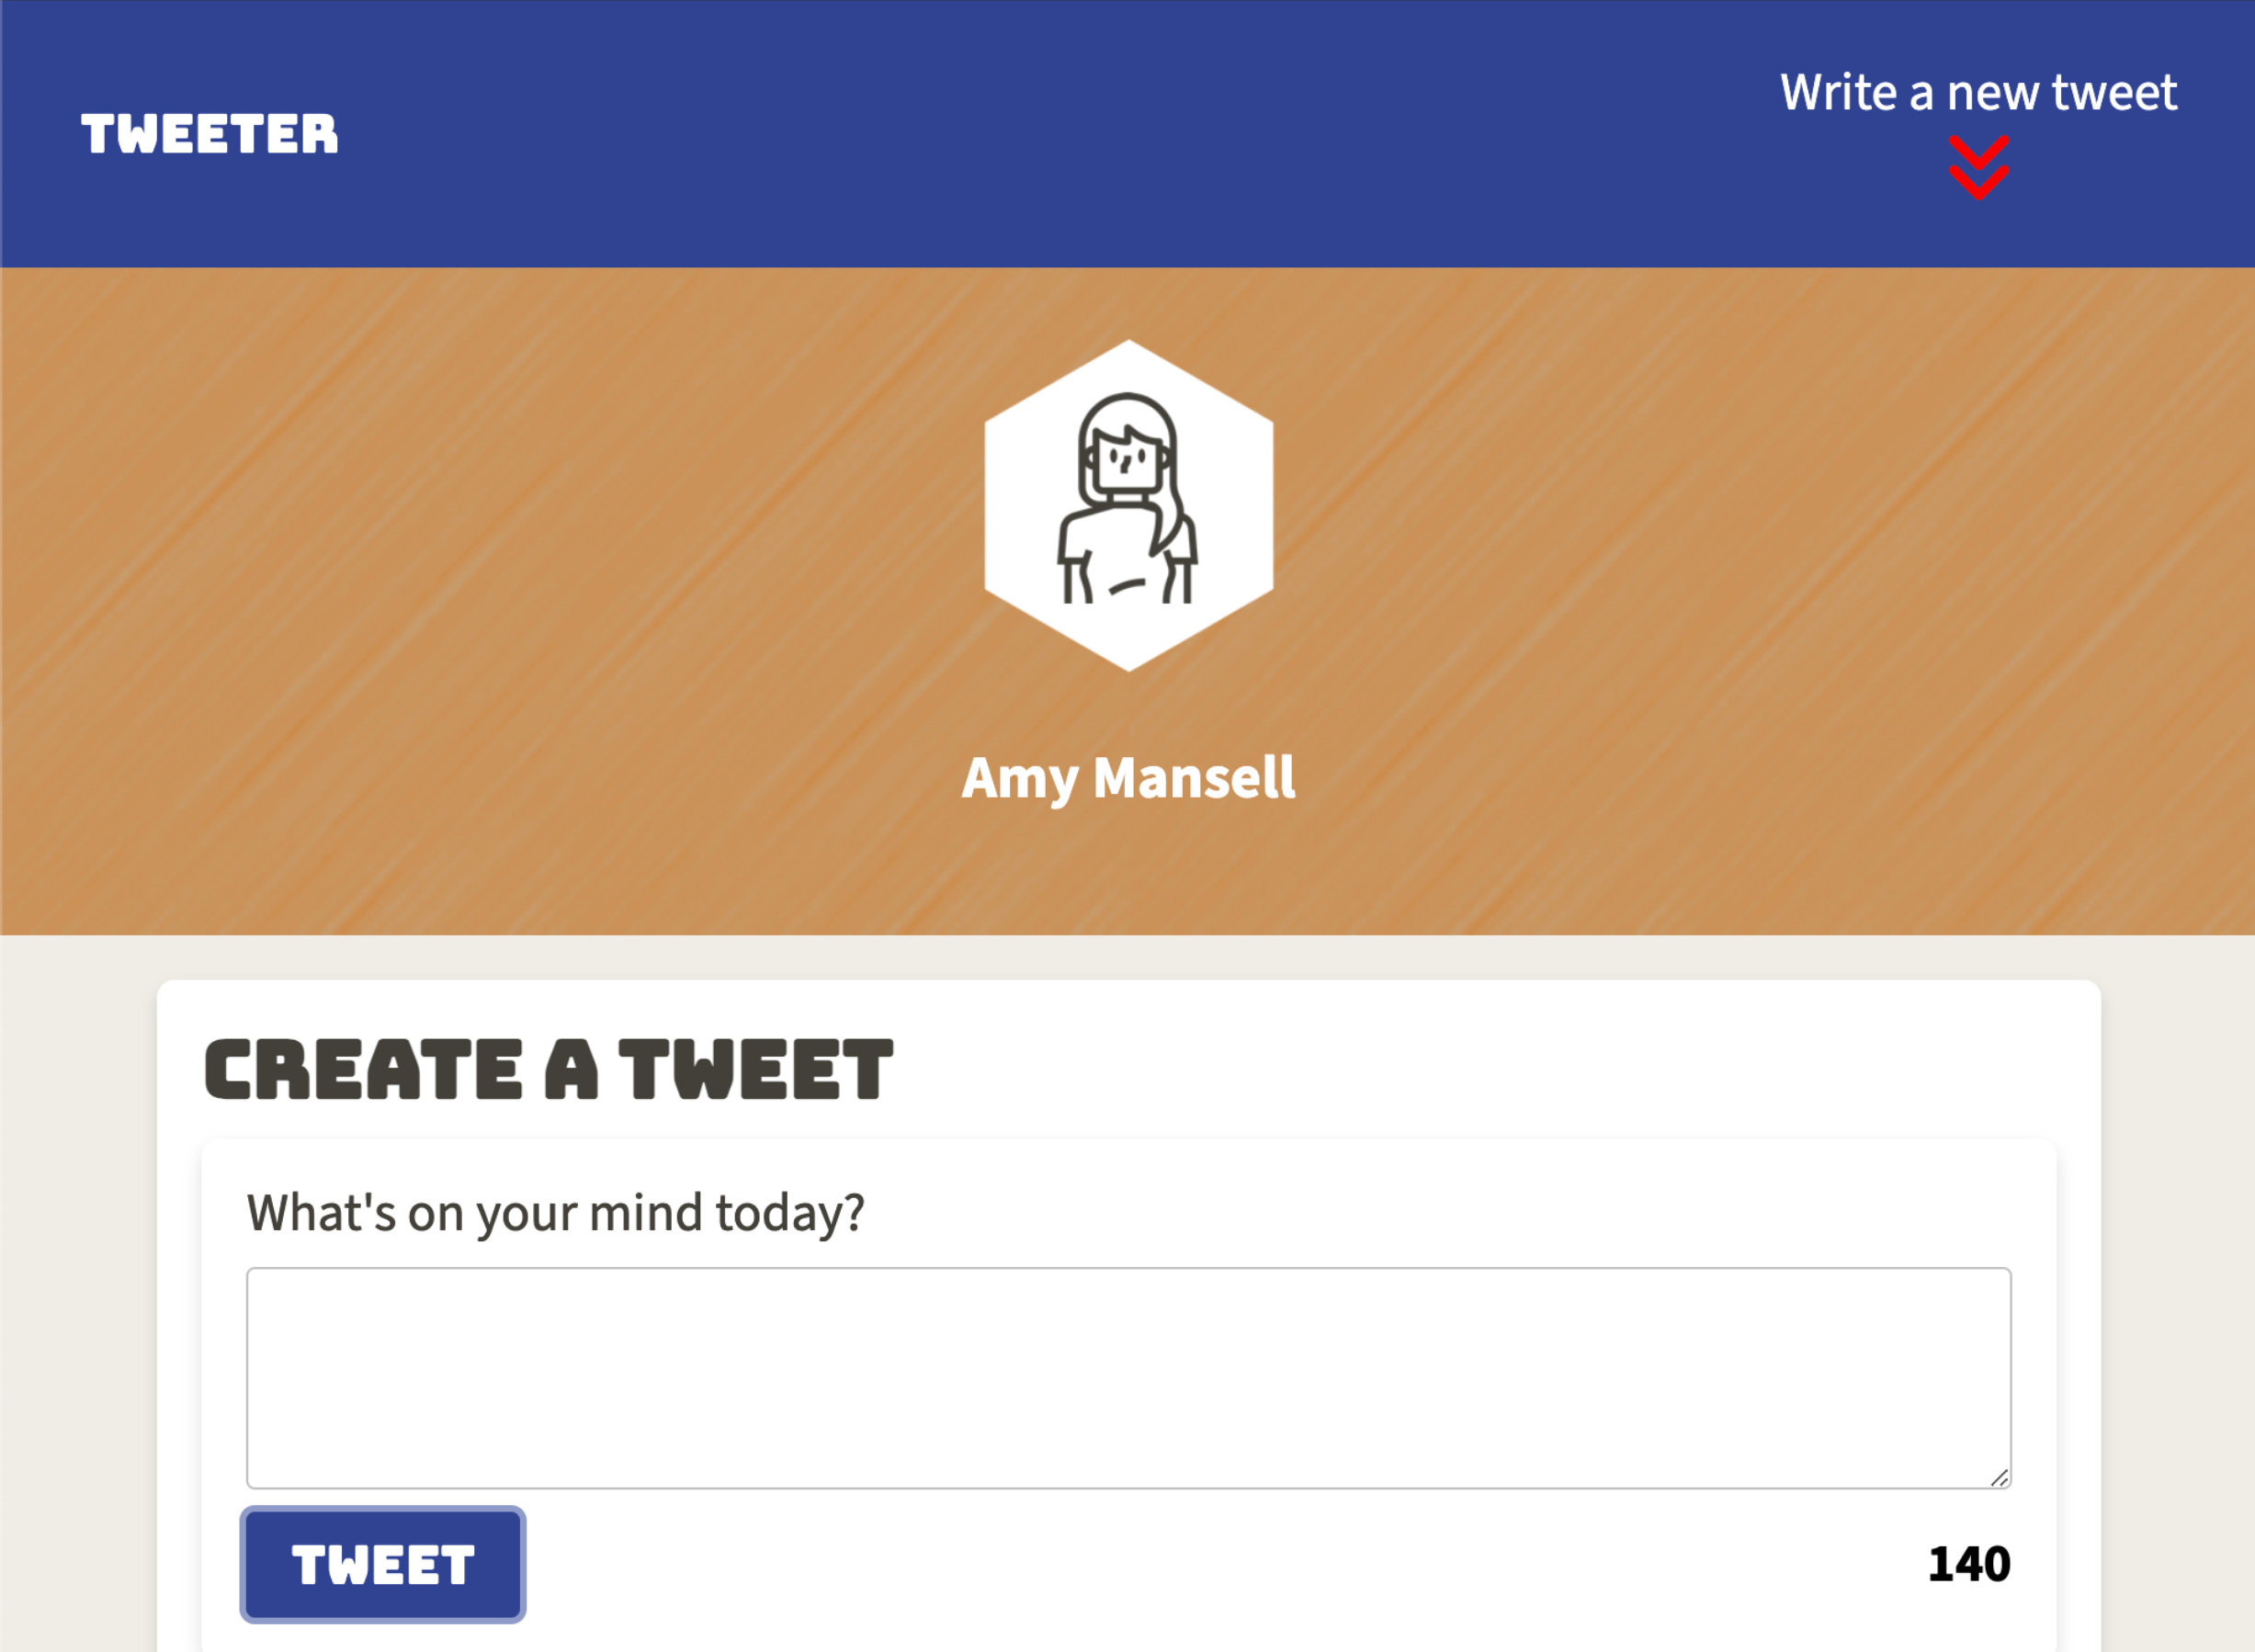 TWEETER
Write a new tweet
Amy Mansell
CREATE A TWEET
What's on your mind today?
TWEET
140